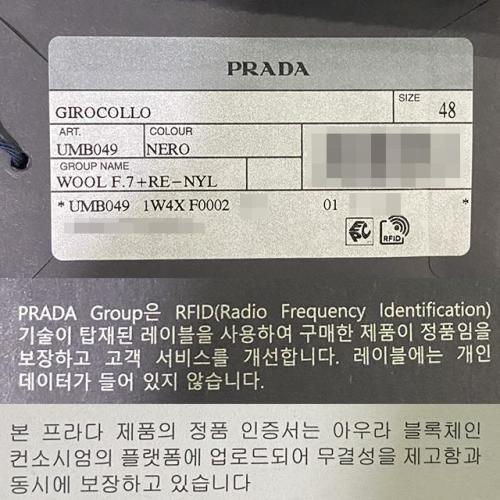 PRADA
GIROCOLLO
SIZE
48
ART.
UMB049
COLOUR
NERO
GROUP NAME
WOOL F.7+RE-NYL
* UMB049 1W4X F0002 01 *
RFID
PRADA Group은 RFID(Radio Frequency Identification)
기술이 탑재된 레이블을 사용하여 구매한 제품이 정품임을
보장하고 고객 서비스를 개선합니다. 레이블에는 개인
데이터가 들어 있지 않습니다.
본 프라다 제품의 정품 인증서는 아우라 블록체인
컨소시엄의 플랫폼에 업로드되어 무결성을 제고함과
동시에 보장하고 있습니다